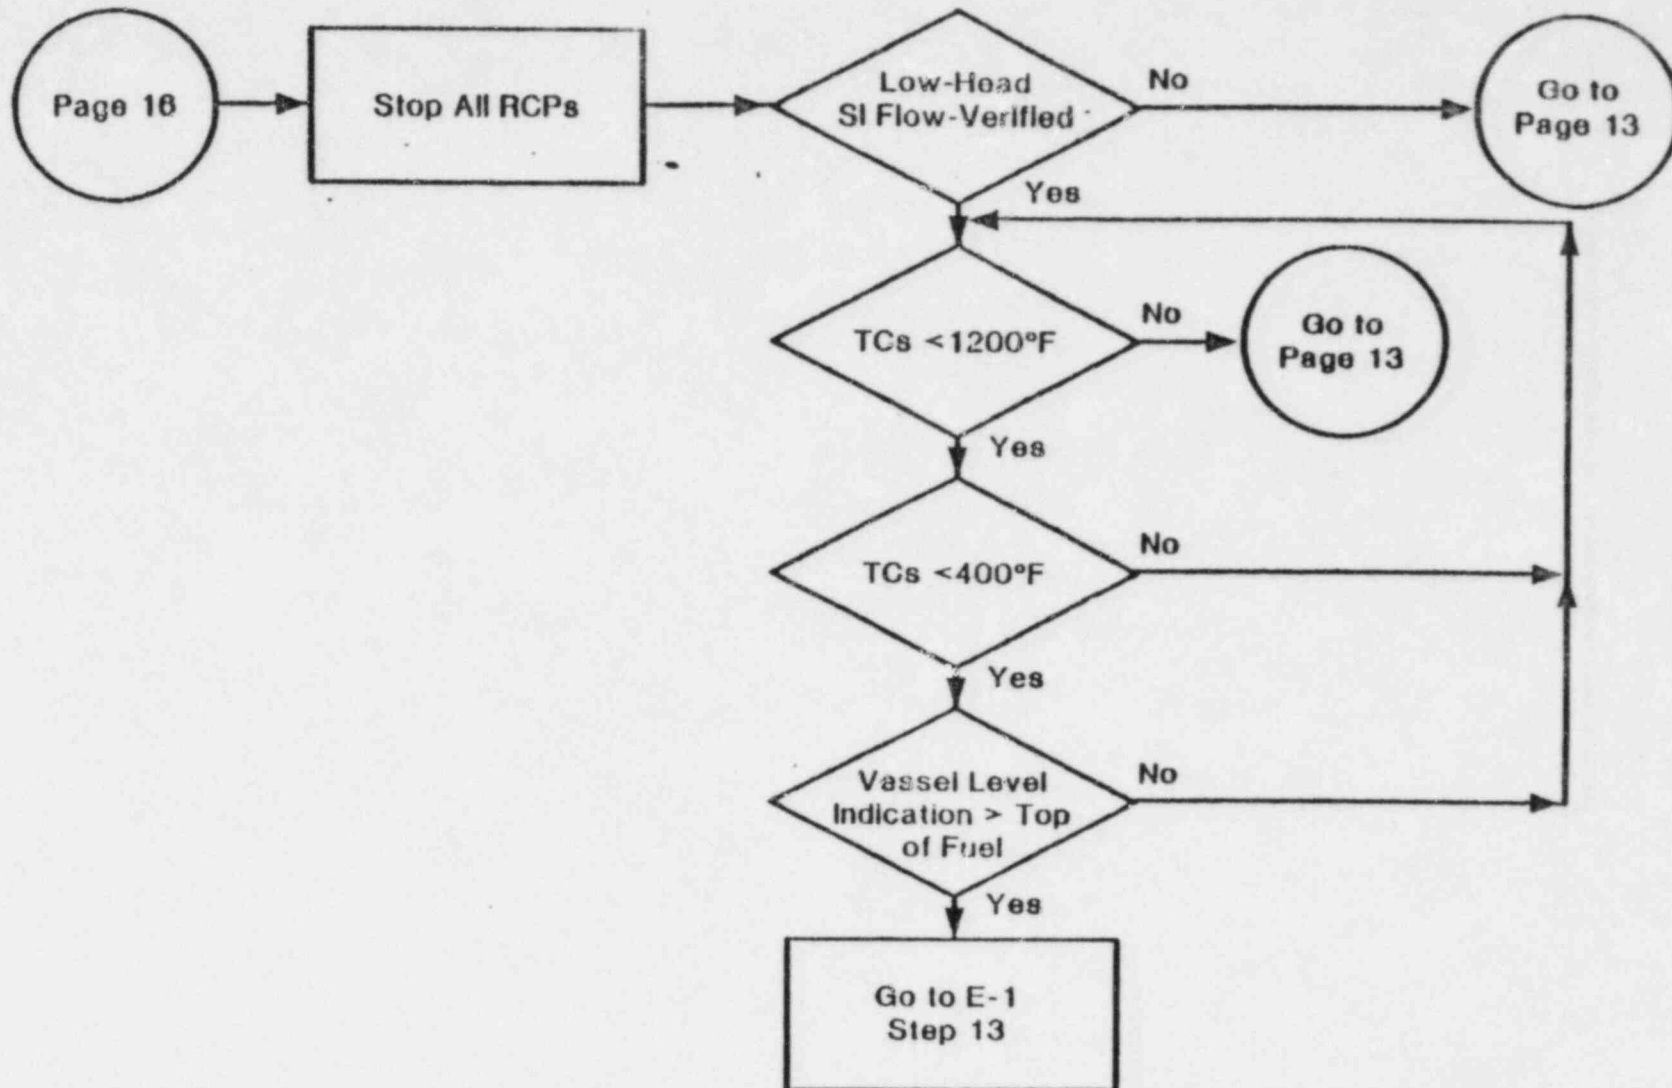 Page 16
Stop All RCPs
Low-Head
SI Flow-Verified
No
Go to
Page 13
Yes
TCs <1200°F
No
Go to
Page 13
Yes
TCs <400°F
No
Yes
Vassel Level
Indication > Top
of Fuel
No
Yes
Go to E-1
Step 13